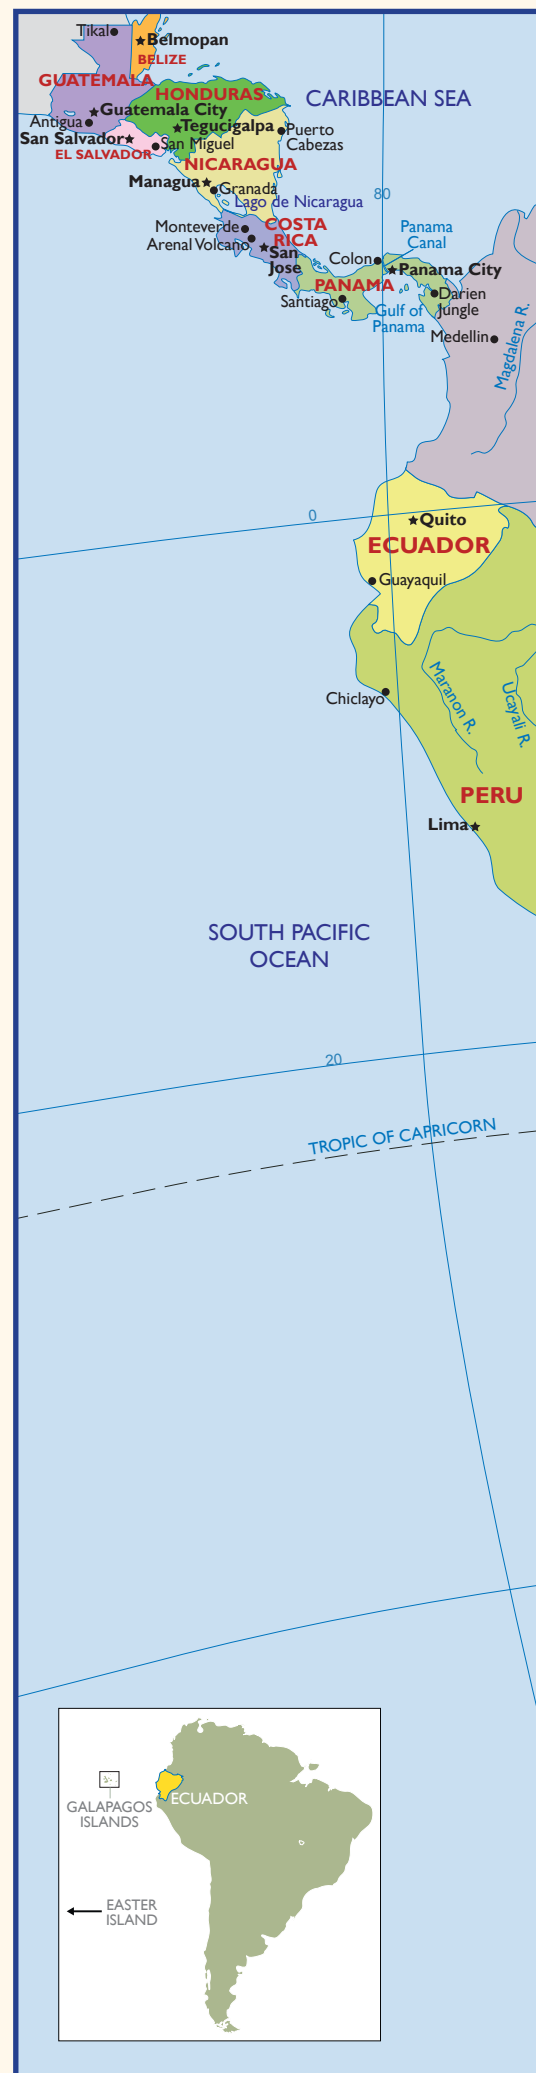 Tikal
Belmopan
BELIZE
GUATEMALA
HONDURAS
CARIBBEAN SEA
Guatemala City
Antigua
Tegucigalpa
Puerto
Cabezas
San Salvador
San Miguel
EL SALVADOR
NICARAGUA
Managua
Granada
80
Lago de Nicaragua
Monteverde
COSTA
RICA
Arenal Volcano
San
Jose
Panama
Canal
Colon
Panama City
PANAMA
Santiago
Darien
Jungle
Gulf of
Panama
Medellin
Magdalena R.
0
Quito
ECUADOR
Guayaquil
Maranon R.
Ucayali R.
Chiclayo
PERU
Lima
SOUTH PACIFIC
OCEAN
20
TROPIC OF CAPRICORN
ECUADOR
GALAPAGOS
ISLANDS
EASTER
ISLAND